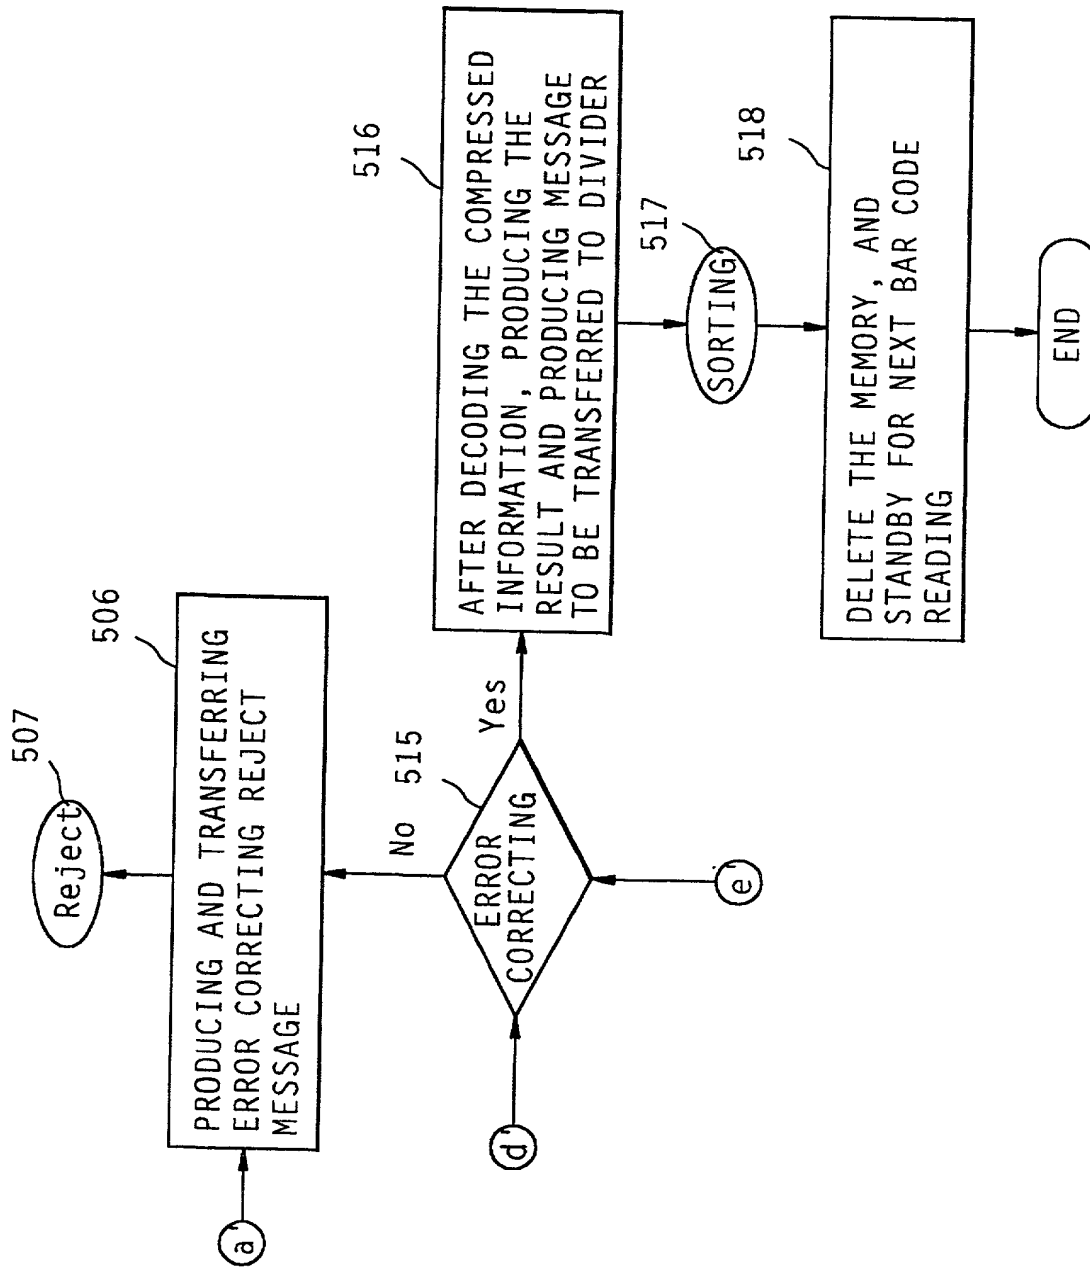 507
Reject
506
PRODUCING AND TRANSFERRING
ERROR CORRECTING REJECT
MESSAGE
a'
No
515
Yes
ERROR
CORRECTING
d'
e'
516
AFTER DECODING THE COMPRESSED
INFORMATION, PRODUCING THE
RESULT AND PRODUCING MESSAGE
TO BE TRANSFERRED TO DIVIDER
517
SORTING
518
DELETE THE MEMORY, AND
STANDBY FOR NEXT BAR CODE
READING
END